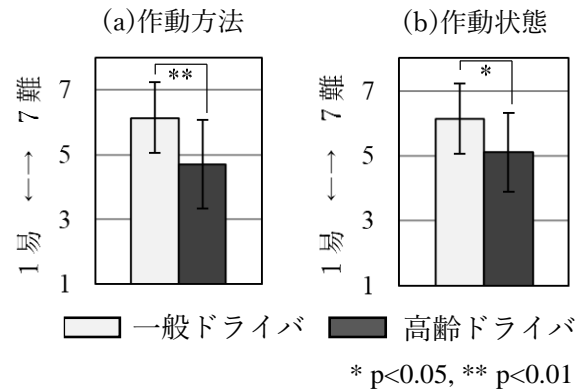 (a)作動方法
(b)作動状態
1易 ←→ 7難
7
5
3
1
**
1易 ←→ 7難
7
5
3
1
*
一般ドライバ 高齢ドライバ
* p<0.05, ** p<0.01